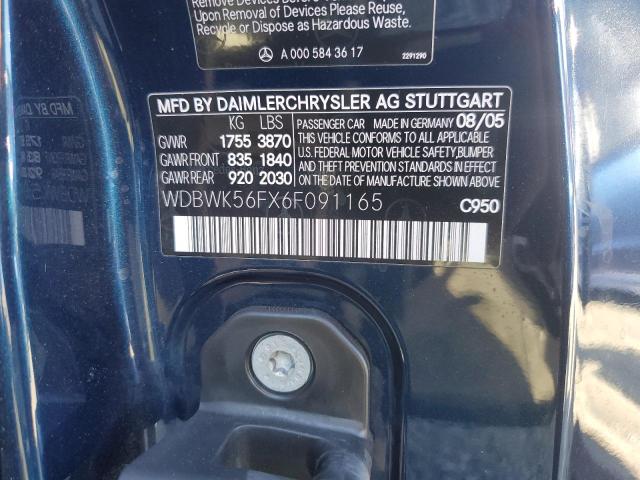 Remove Devices Before
Upon Removal of Devices Please Reuse,
Recycle or Dispose as Hazardous Waste.
A 000 584 36 17
2291290
MFD BY DAIMLERCHRYSLER AG STUTTGART
KG LBS PASSENGER CAR MADE IN GERMANY 08/05
GVWR 1755 3870 THIS VEHICLE CONFORMS TO ALL APPLICABLE
GAWR FRONT 835 1840 U.S. FEDERAL MOTOR VEHICLE SAFETY, BUMPER
GAWR REAR 920 2030 AND THEFT PREVENTION STANDARDS IN EFFECT
ON THE DATE OF MANUFACTURE SHOWN ABOVE.
WDBWK56FX6F091165 C950